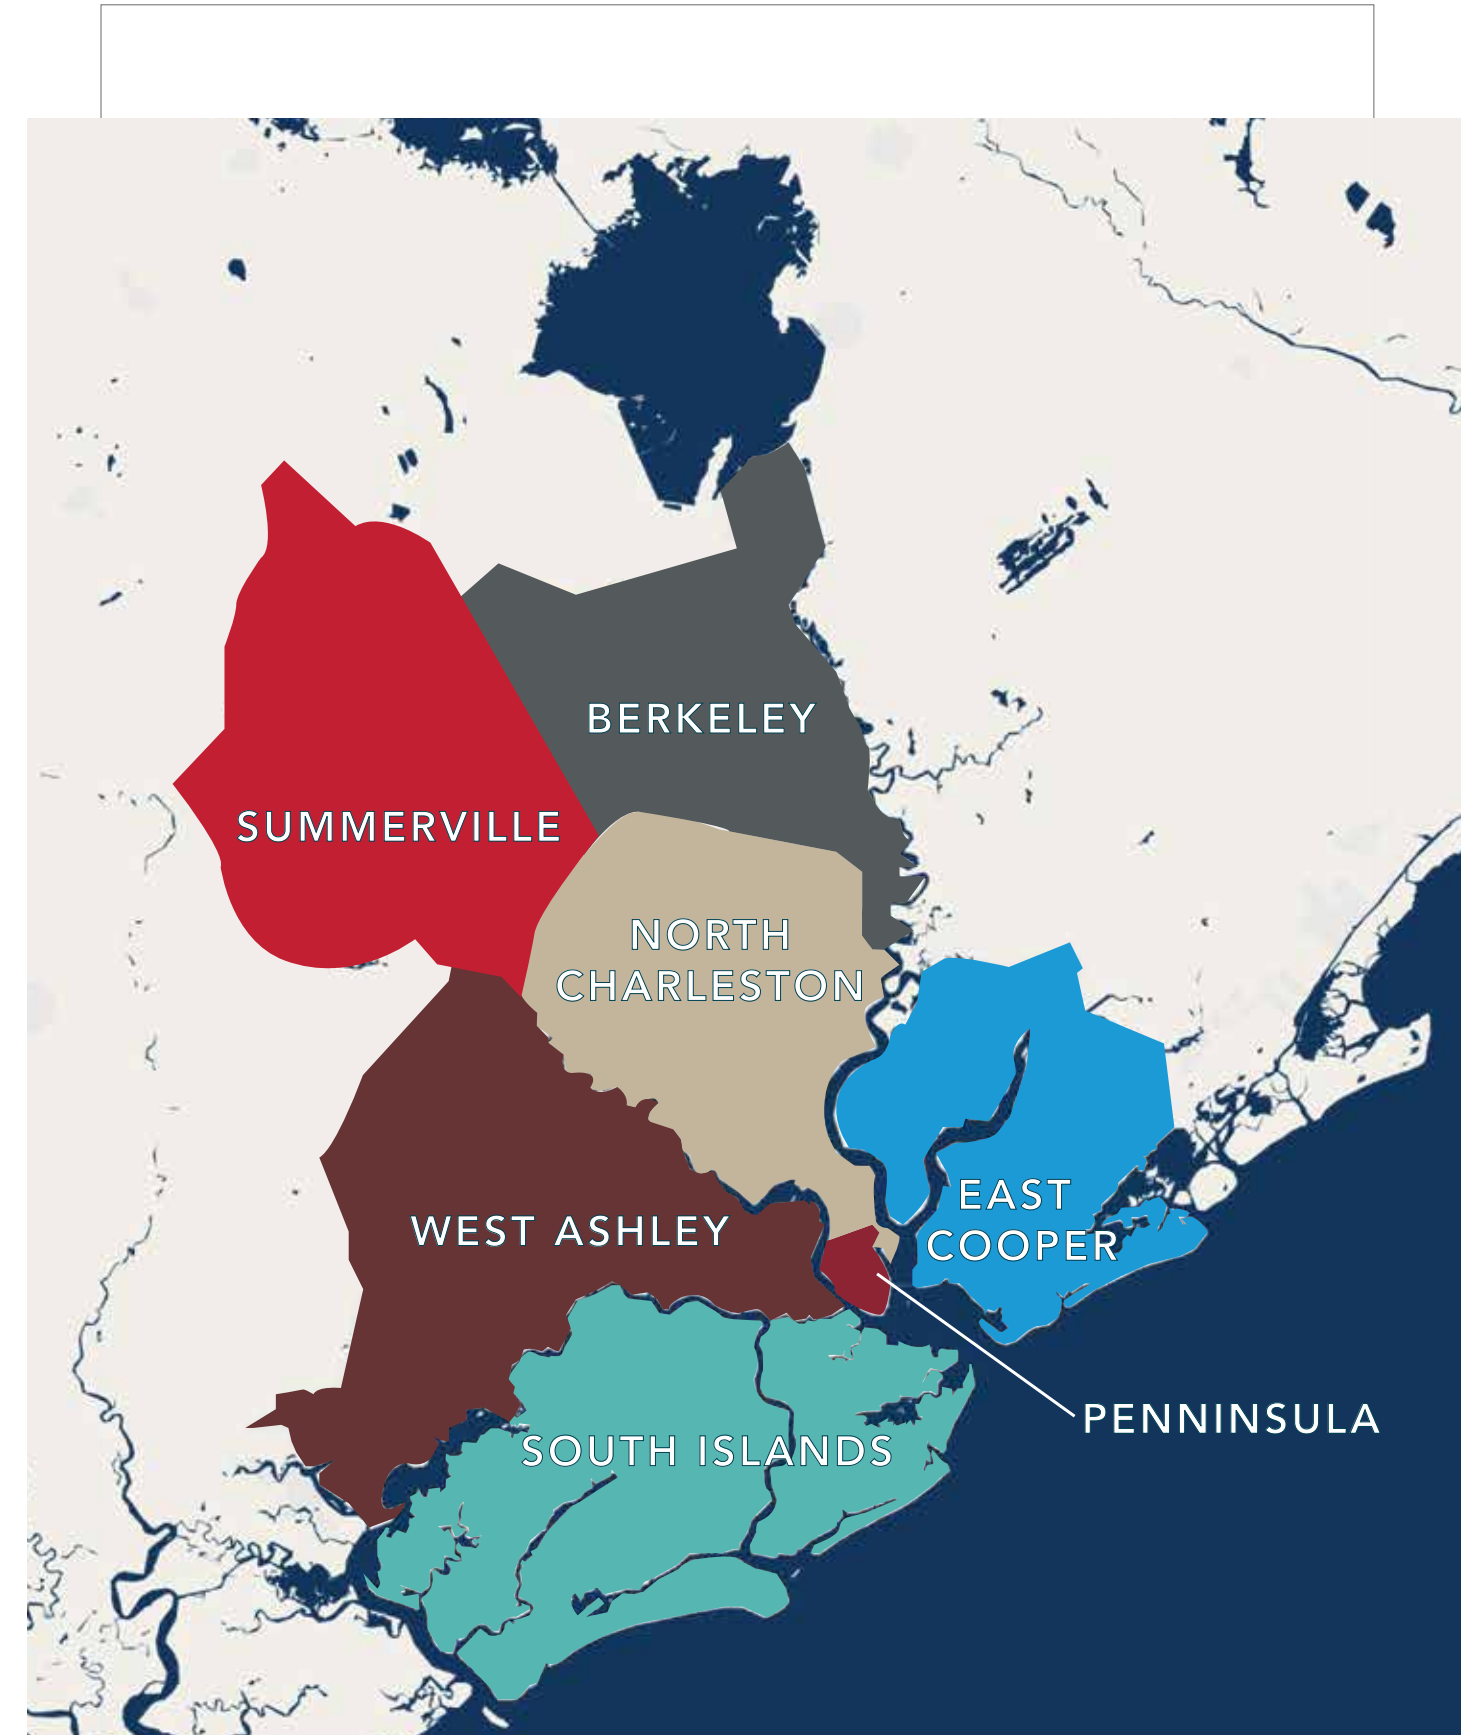 BERKELEY
SUMMERVILLE
NORTH
CHARLESTON
EAST
COOPER
WEST ASHLEY
PENNINSULA
SOUTH ISLANDS